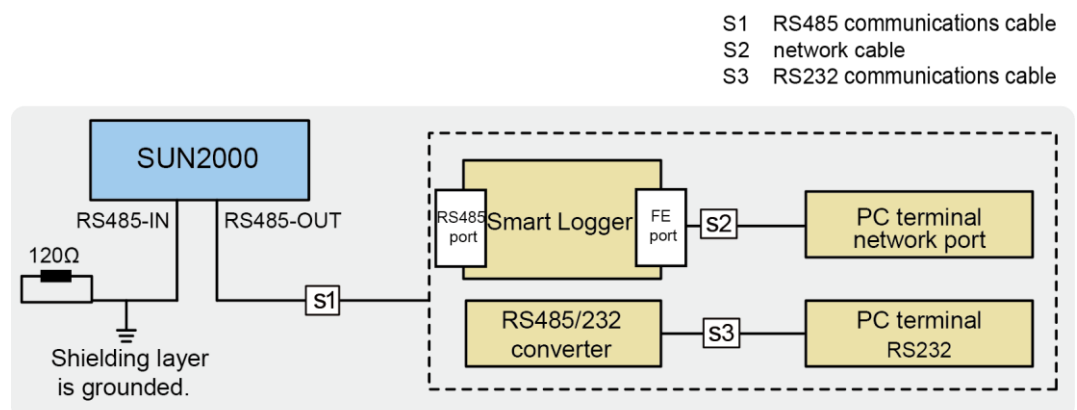 S1 RS485 communications cable
S2 network cable
S3 RS232 communications cable
SUN2000
RS485-IN
RS485-OUT
120Ω
Shielding layer
is grounded.
S1
RS485
port
Smart Logger
FE
port
S2
PC terminal
network port
RS485/232
converter
S3
PC terminal
RS232